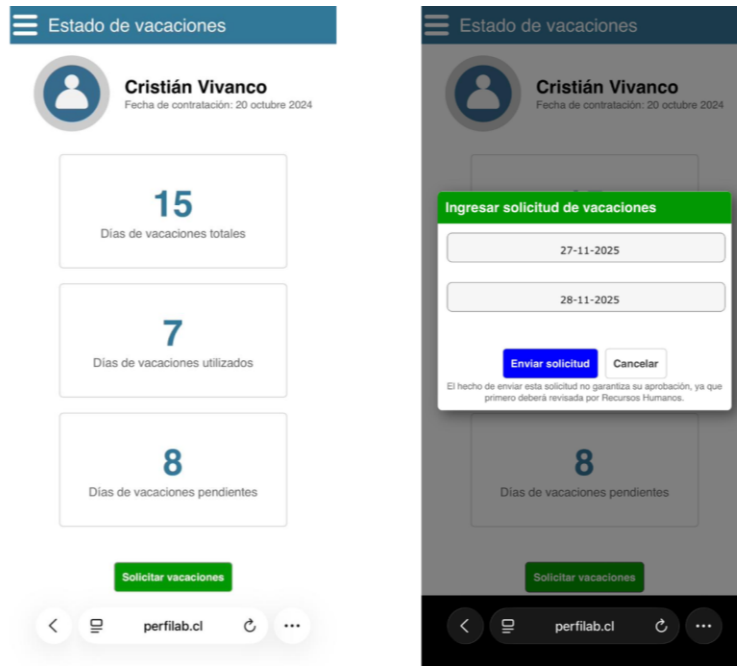 Estado de vacaciones
Cristián Vivanco
Fecha de contratación: 20 octubre 2024
15
Días de vacaciones totales
7
Días de vacaciones utilizados
8
Días de vacaciones pendientes
Solicitar vacaciones
perfilab.cl
Estado de vacaciones
Cristián Vivanco
Fecha de contratación: 20 octubre 2024
Ingresar solicitud de vacaciones
27-11-2025
28-11-2025
Enviar solicitud Cancelar
El hecho de enviar esta solicitud no garantiza su aprobación, ya que
primero deberá revisada por Recursos Humanos.
8
Días de vacaciones pendientes
Solicitar vacaciones
perfilab.cl